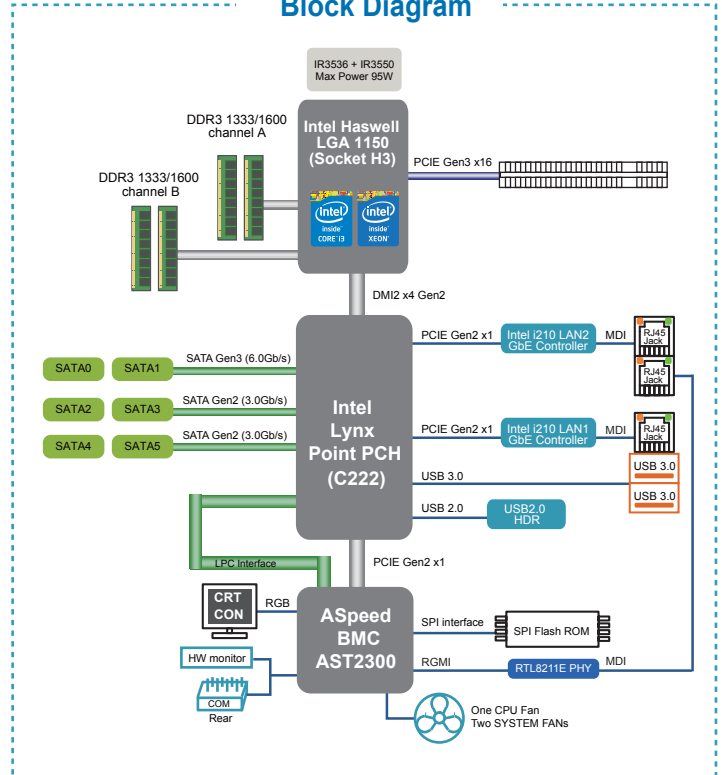 Block Diagram
IR3536 + IR3550
Max Power 95W
DDR3 1333/1600
channel A
Intel Haswell
LGA 1150
(Socket H3)
PCIE Gen3 x16
DDR3 1333/1600
channel B
(intel) inside CORE i3
(intel) inside XEON
DMI2 x4 Gen2
PCIE Gen2 x1
Intel i210 LAN2
GbE Controller
MDI
RJ45
Jack
RJ45
Jack
SATA0
SATA1
SATA Gen3 (6.0Gb/s)
SATA2
SATA3
SATA Gen2 (3.0Gb/s)
SATA4
SATA5
SATA Gen2 (3.0Gb/s)
Intel
Lynx
Point PCH
(C222)
PCIE Gen2 x1
Intel i210 LAN1
GbE Controller
MDI
RJ45
Jack
USB 3.0
USB 3.0
USB 3.0
USB 2.0
USB2.0
HDR
LPC Interface
PCIE Gen2 x1
CRT
CON
RGB
ASpeed
BMC
AST2300
SPI interface
SPI Flash ROM
HW monitor
RGMI
RTL8211E PHY
MDI
COM
Rear
One CPU Fan
Two SYSTEM FANs